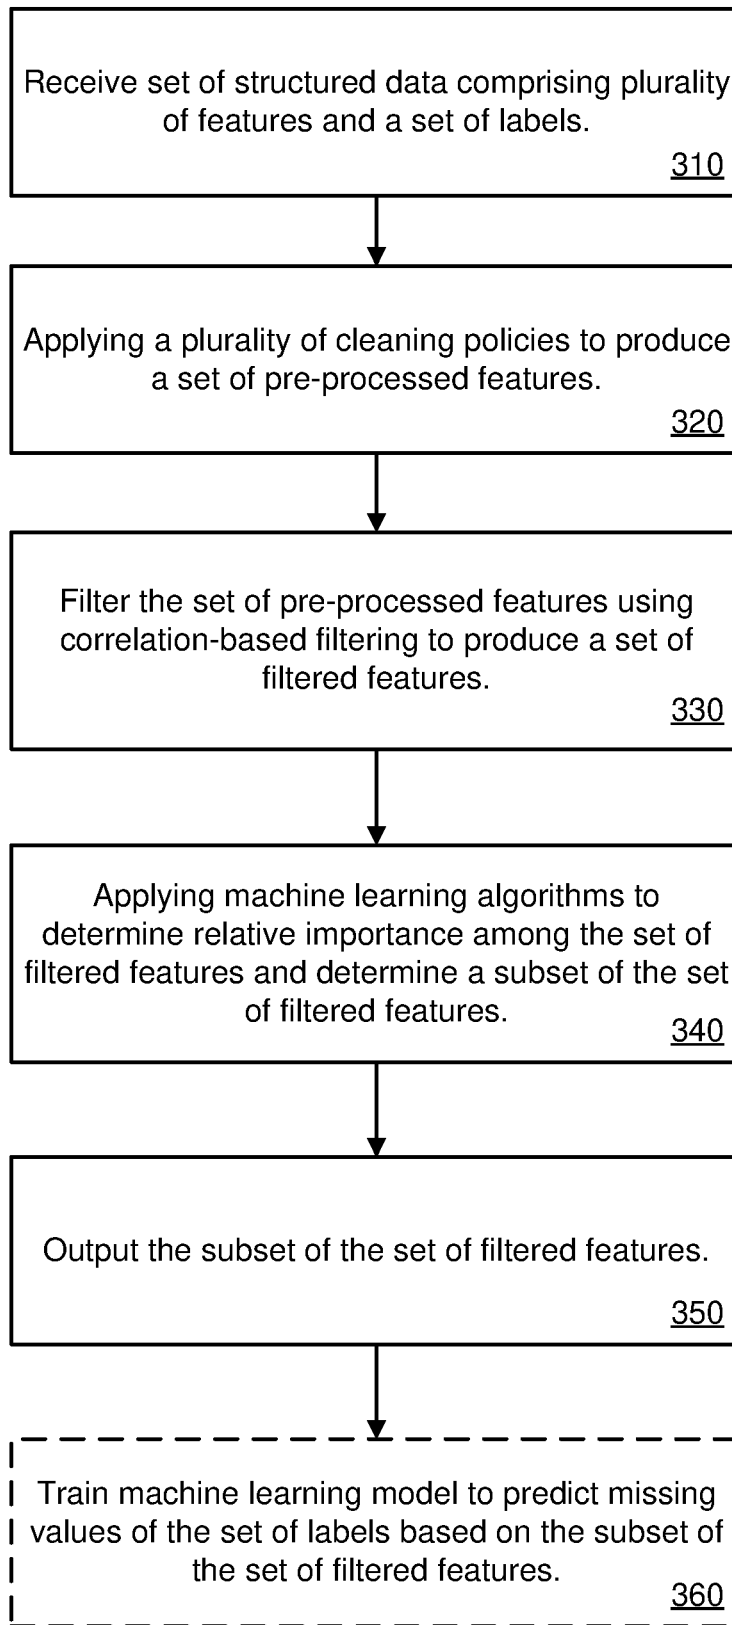 Receive set of structured data comprising plurality
of features and a set of labels.
310
Applying a plurality of cleaning policies to produce
a set of pre-processed features.
320
Filter the set of pre-processed features using
correlation-based filtering to produce a set of
filtered features.
330
Applying machine learning algorithms to
determine relative importance among the set of
filtered features and determine a subset of the set
of filtered features.
340
Output the subset of the set of filtered features.
350
Train machine learning model to predict missing
values of the set of labels based on the subset of
the set of filtered features.
360